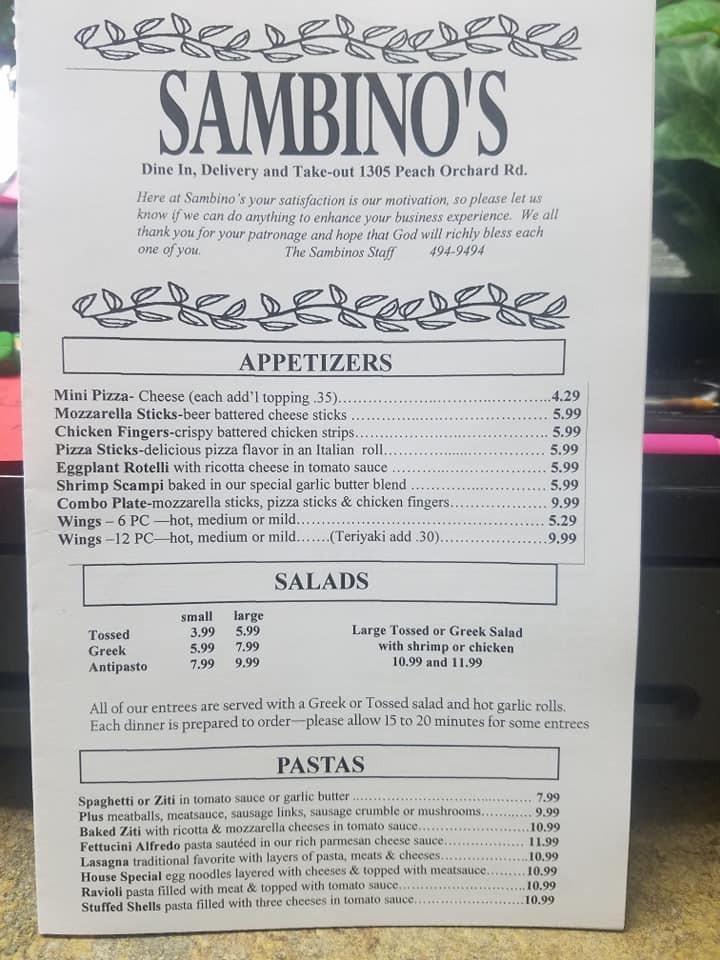 SAMBINO'S
Dine In, Delivery and Take-out 1305 Peach Orchard Rd.
Here at Sambino's your satisfaction is our motivation, so please let us
know if we can do anything to enhance your business experience. We all
thank you for your patronage and hope that God will richly bless each
one of you. The Sambinos Staff 494-9494
APPETIZERS
Mini Pizza- Cheese (each add'l topping .35)..........................................4.29
Mozzarella Sticks-beer battered cheese sticks ....................................... 5.99
Chicken Fingers-crispy battered chicken strips..................................... 5.99
Pizza Sticks-delicious pizza flavor in an Italian roll................................ 5.99
Eggplant Rotelli with ricotta cheese in tomato sauce .............................. 5.99
Shrimp Scampi baked in our special garlic butter blend ........................... 5.99
Combo Plate-mozzarella sticks, pizza sticks & chicken fingers................... 9.99
Wings – 6 PC —hot, medium or mild................................................ 5.29
Wings –12 PC—hot, medium or mild.......(Teriyaki add .30)....................9.99
SALADS
small large
Tossed 3.99 5.99
Greek 5.99 7.99
Antipasto 7.99 9.99
Large Tossed or Greek Salad
with shrimp or chicken
10.99 and 11.99
All of our entrees are served with a Greek or Tossed salad and hot garlic rolls.
Each dinner is prepared to order—please allow 15 to 20 minutes for some entrees
PASTAS
Spaghetti or Ziti in tomato sauce or garlic butter ................................... 7.99
Plus meatballs, meatsauce, sausage links, sausage crumble or mushrooms........... 9.99
Baked Ziti with ricotta & mozzarella cheeses in tomato sauce......................10.99
Fettucini Alfredo pasta sautéed in our rich parmesan cheese sauce................. 11.99
Lasagna traditional favorite with layers of pasta, meats & cheeses.................10.99
House Special egg noodles layered with cheeses & topped with meatsauce........10.99
Ravioli pasta filled with meat & topped with tomato sauce.........................10.99
Stuffed Shells pasta filled with three cheeses in tomato sauce......................10.99